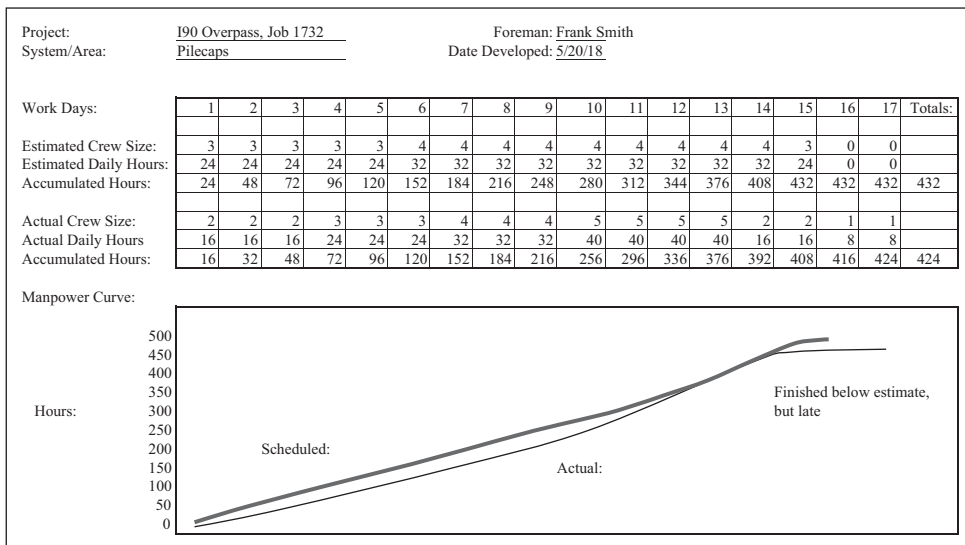 Project: I90 Overpass, Job 1732 Foreman: Frank Smith
System/Area: Pilecaps Date Developed: 5/20/18
Work Days: 1 2 3 4 5 6 7 8 9 10 11 12 13 14 15 16 17 Totals:
Estimated Crew Size: 3 3 3 3 3 4 4 4 4 4 4 4 4 4 3 0 0
Estimated Daily Hours: 24 24 24 24 24 32 32 32 32 32 32 32 32 32 24 0 0
Accumulated Hours: 24 48 72 96 120 152 184 216 248 280 312 344 376 408 432 432 432 432
Actual Crew Size: 2 2 2 3 3 3 4 4 4 5 5 5 5 2 2 1 1
Actual Daily Hours 16 16 16 24 24 24 32 32 32 40 40 40 40 16 16 8 8
Accumulated Hours: 16 32 48 72 96 120 152 184 216 256 296 336 376 392 408 416 424 424
Manpower Curve:
500
450
400
350
Finished below estimate,
300
but late
Hours:
250
200
Scheduled:
150
Actual:
100
50
0